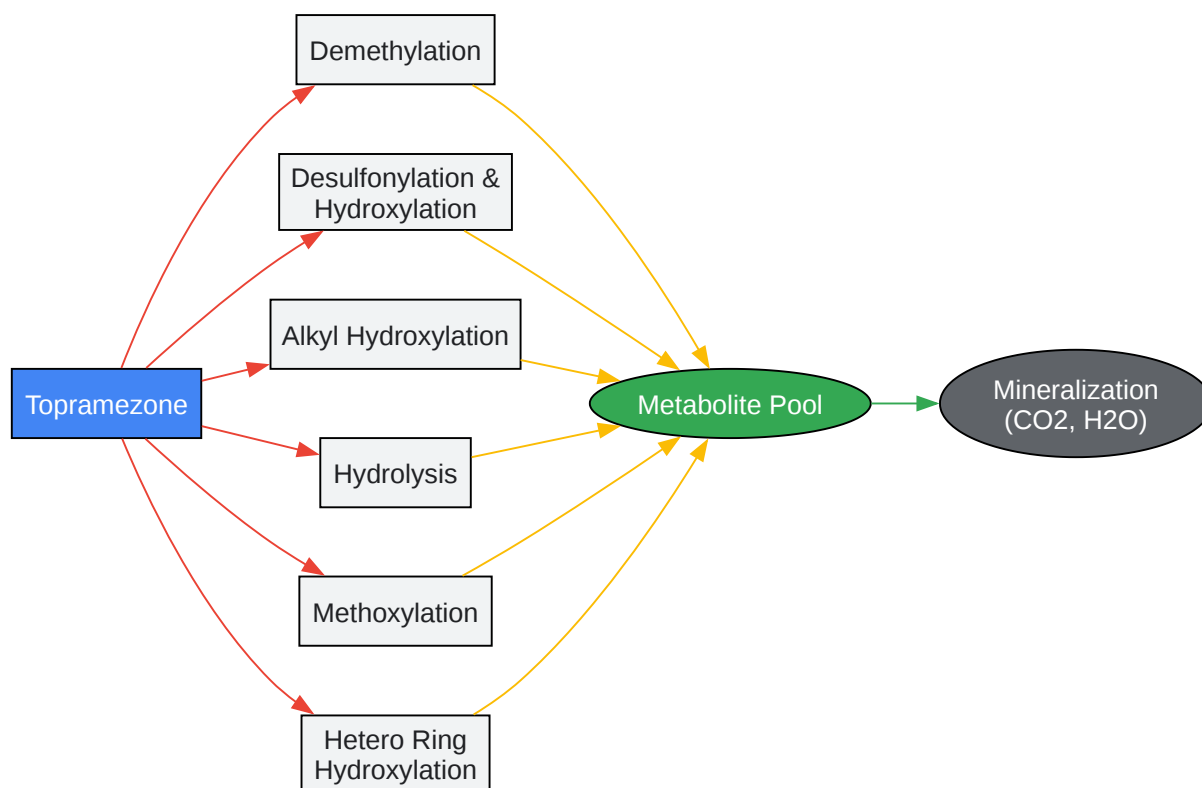 Demethylation
Desulfonylation &
Hydroxylation
Alkyl Hydroxylation
Topramezone
Metabolite Pool
Mineralization
(CO2, H2O)
Hydrolysis
Methoxylation
Hetero Ring
Hydroxylation